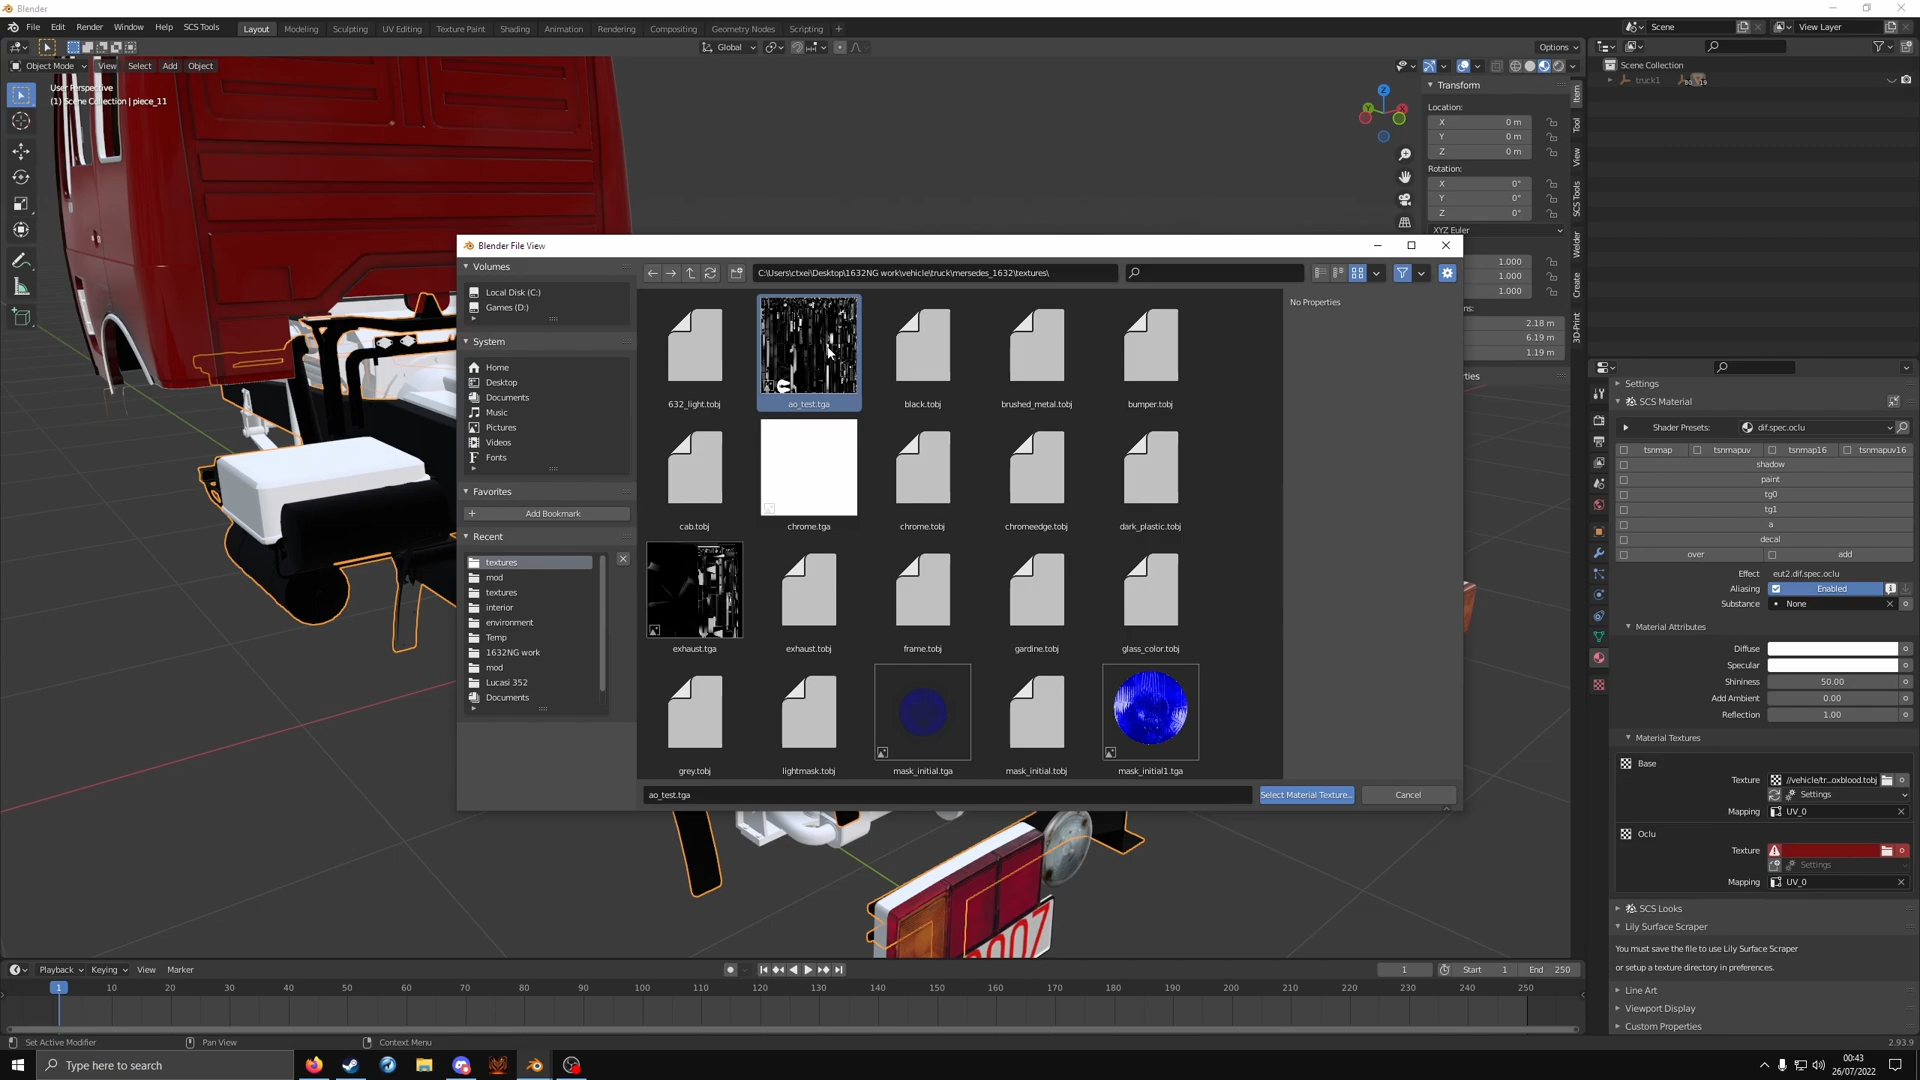 Blender
File Edit Render Window Help SCS Tools
Layout Modeling Sculpting UV Editing Texture Paint Shading Animation Rendering Compositing Geometry Nodes Scripting +
Scene View Layer
Global Options
Object Mode View Select Add Object
User Perspective
(1) Scene Collection | piece_11
Scene Collection
truck1
Transform
Location:
X 0 m
Y 0 m
Z 0 m
Rotation:
X 0°
Y 0°
Z 0°
XYZ Euler
1.000
1.000
1.000
2.18 m
6.19 m
1.19 m
Item
Tool
View
SCS Tools
Welder
Create
3D-Print
Blender File View
Volumes
Local Disk (C:)
Games (D:)
System
Home
Desktop
Documents
Music
Pictures
Videos
Fonts
Favorites
Add Bookmark
Recent
textures
mod
textures
interior
environment
Temp
1632NG work
mod
Lucasi 352
Documents
C:\Users\ctxei\Desktop\1632NG work\vehicle\truck\mersedes_1632\textures\
No Properties
632_light.tobj ao_test.tga black.tobj brushed_metal.tobj bumper.tobj
cab.tobj chrome.tga chrome.tobj chromeedge.tobj dark_plastic.tobj
exhaust.tga exhaust.tobj frame.tobj gardine.tobj glass_color.tobj
grey.tobj lightmask.tobj mask_initial.tga mask_initial.tobj mask_initial1.tga
ao_test.tga
Select Material Texture...
Cancel
Settings
SCS Material
Shader Presets: dif.spec.oclu
tsnmap tsnmapuv tsnmap16 tsnmapuv16
shadow
paint
tg0
tg1
a
decal
over add
Effect eut2.dif.spec.oclu
Aliasing Enabled
Substance None
Material Attributes
Diffuse
Specular
Shininess 50.00
Add Ambient 0.00
Reflection 1.00
Material Textures
Base
Texture //vehicle/tr...oxblood.tobj
Settings
Mapping UV_0
Oclu
Texture
Settings
Mapping UV_0
SCS Looks
Lily Surface Scraper
You must save the file to use Lily Surface Scraper
or setup a texture directory in preferences.
Line Art
Viewport Display
Custom Properties
Playback Keying View Marker
1 Start 1 End 250
1 10 20 30 40 50 60 70 80 90 100 110 120 130 140 150 160 170 180 190 200 210 220 230 240 250
Set Active Modifier Pan View Context Menu 2.93.9
Type here to search
00:43
26/07/2022